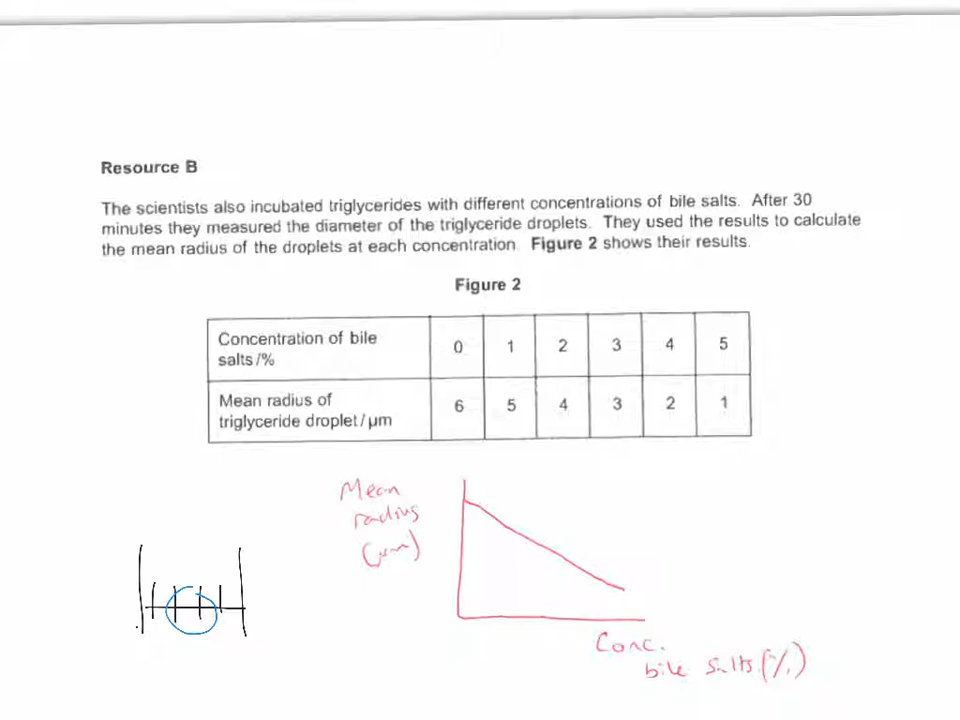 Resource B
The scientists also incubated triglycerides with different concentrations of bile salts. After 30
minutes they measured the diameter of the triglyceride droplets. They used the results to calculate
the mean radius of the droplets at each concentration. Figure 2 shows their results.
Figure 2
Concentration of bile
salts /% 0 1 2 3 4 5
Mean radius of
triglyceride droplet / µm 6 5 4 3 2 1
Mean
radius
(µm)
Conc.
bile salts (%)